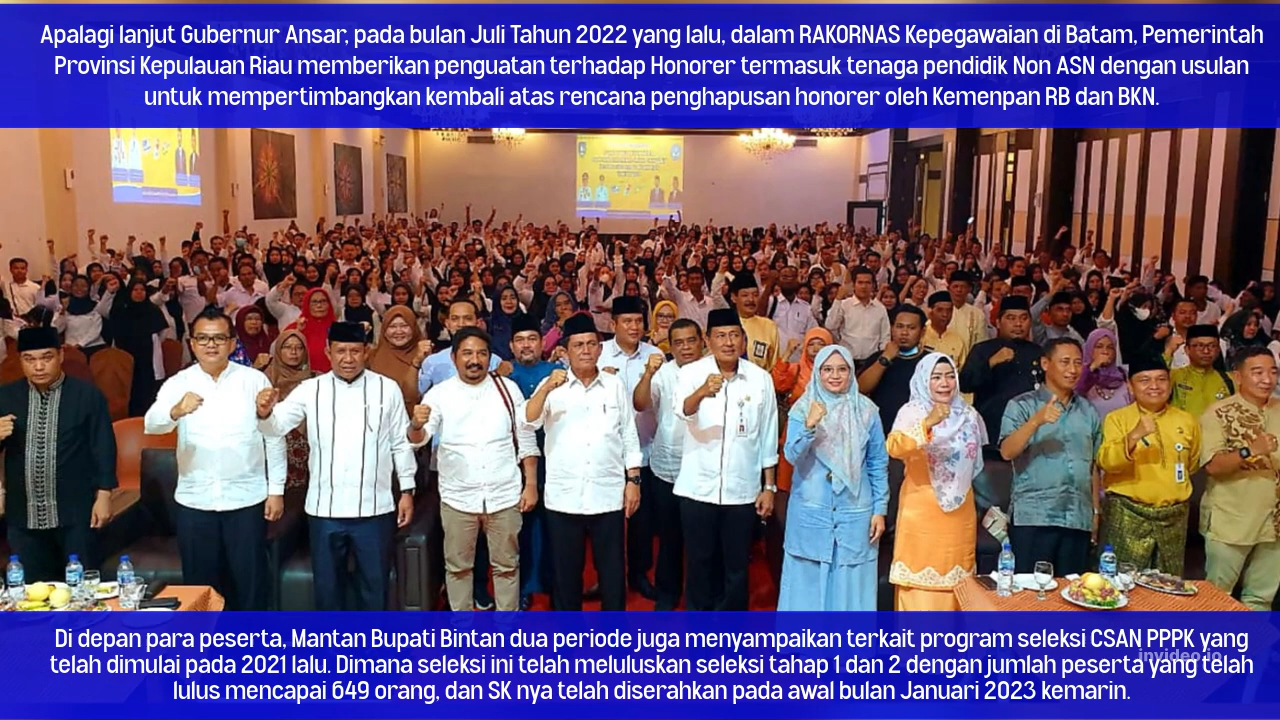 Apalagi lanjut Gubernur Ansar, pada bulan Juli Tahun 2022 yang lalu, dalam RAKORNAS Kepegawaian di Batam, Pemerintah
Provinsi Kepulauan Riau memberikan penguatan terhadap Honorer termasuk tenaga pendidik Non ASN dengan usulan
untuk mempertimbangkan kembali atas rencana penghapusan honorer oleh Kemenpan RB dan BKN.
Di depan para peserta, Mantan Bupati Bintan dua periode juga menyampaikan terkait program seleksi CSAN PPPK yang
telah dimulai pada 2021 lalu. Dimana seleksi ini telah meluluskan seleksi tahap 1 dan 2 dengan jumlah peserta yang telah
invideo.io
lulus mencapai 649 orang, dan SK nya telah diserahkan pada awal bulan Januari 2023 kemarin.